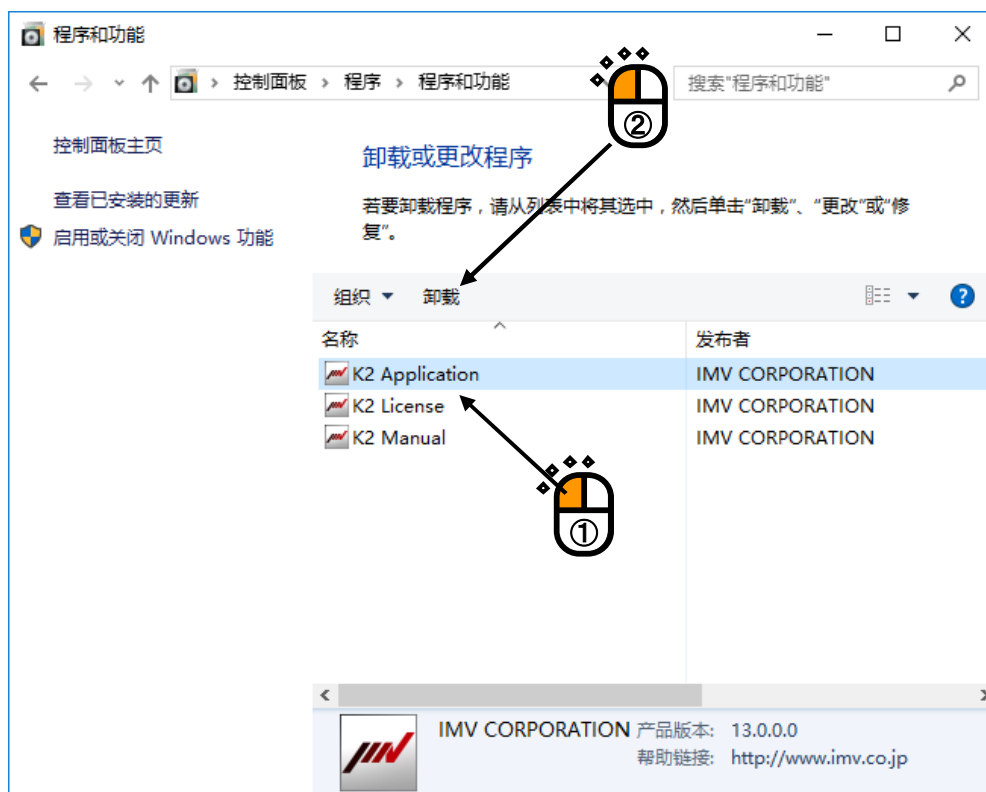 程序和功能
控制面板 › 程序 › 程序和功能
搜索"程序和功能"
②
控制面板主页
查看已安装的更新
启用或关闭 Windows 功能
卸载或更改程序
若要卸载程序，请从列表中将其选中，然后单击“卸载”、“更改”或“修
复”。
组织 卸载
?
名称 发布者
K2 Application IMV CORPORATION
K2 License IMV CORPORATION
K2 Manual IMV CORPORATION
①
IMV CORPORATION 产品版本: 13.0.0.0
帮助链接: http://www.imv.co.jp